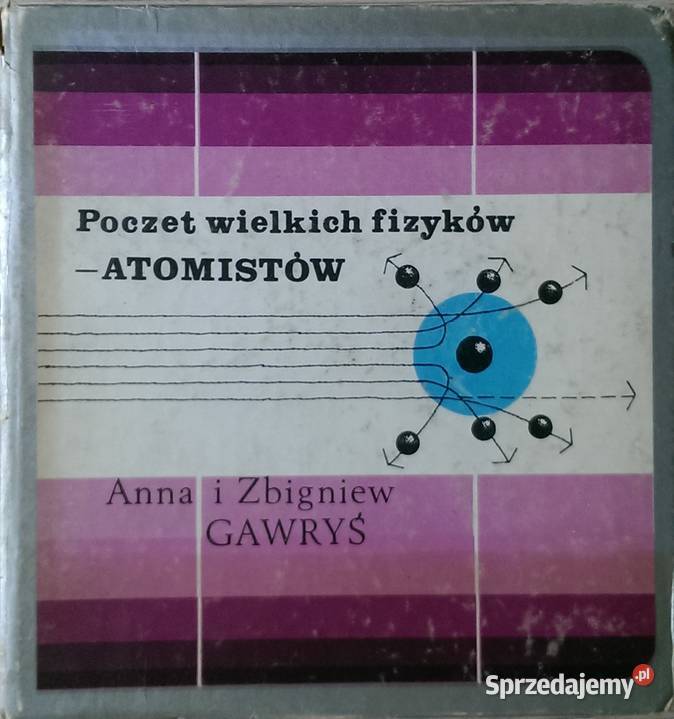 Poczet wielkich fizyków
–ATOMISTÓW
Anna i Zbigniew
GAWRYŚ
Sprzedajemy.pl